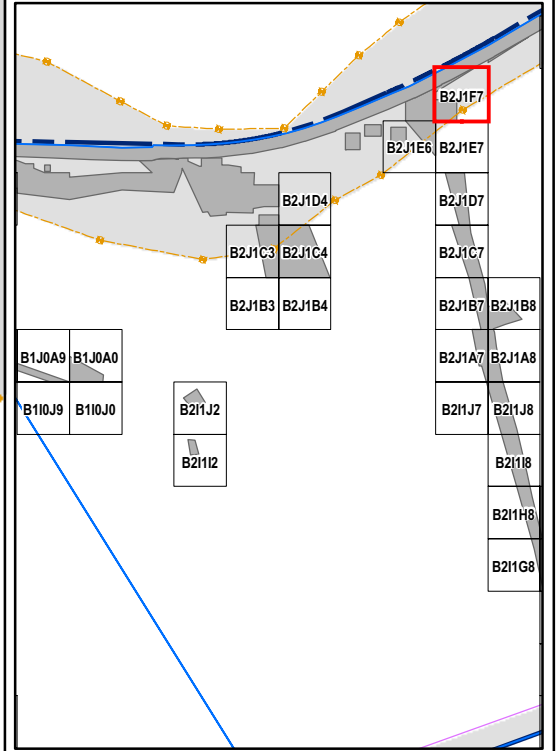 B2J1F7
B2J1E6 B2J1E7
B2J1D4 B2J1D7
B2J1C3 B2J1C4 B2J1C7
B2J1B3 B2J1B4 B2J1B7 B2J1B8
B1J0A9 B1J0A0 B2J1A7 B2J1A8
B1I0J9 B1I0J0 B2I1J2 B2I1J7 B2I1J8
B2I1I2 B2I1I8
B2I1H8
B2I1G8